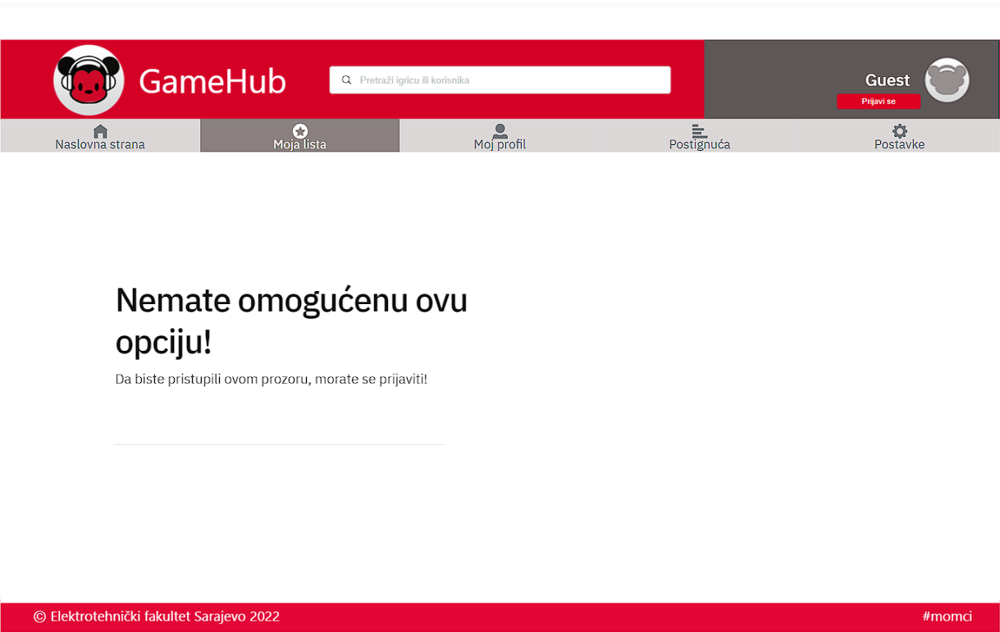 GameHub
Pretraži igricu ili korisnika
Guest
Prijavi se
Naslovna strana
Moja lista
Moj profil
Postignuća
Postavke
Nemate omogućenu ovu
opciju!
Da biste pristupili ovom prozoru, morate se prijaviti!
© Elektrotehnički fakultet Sarajevo 2022
#momci